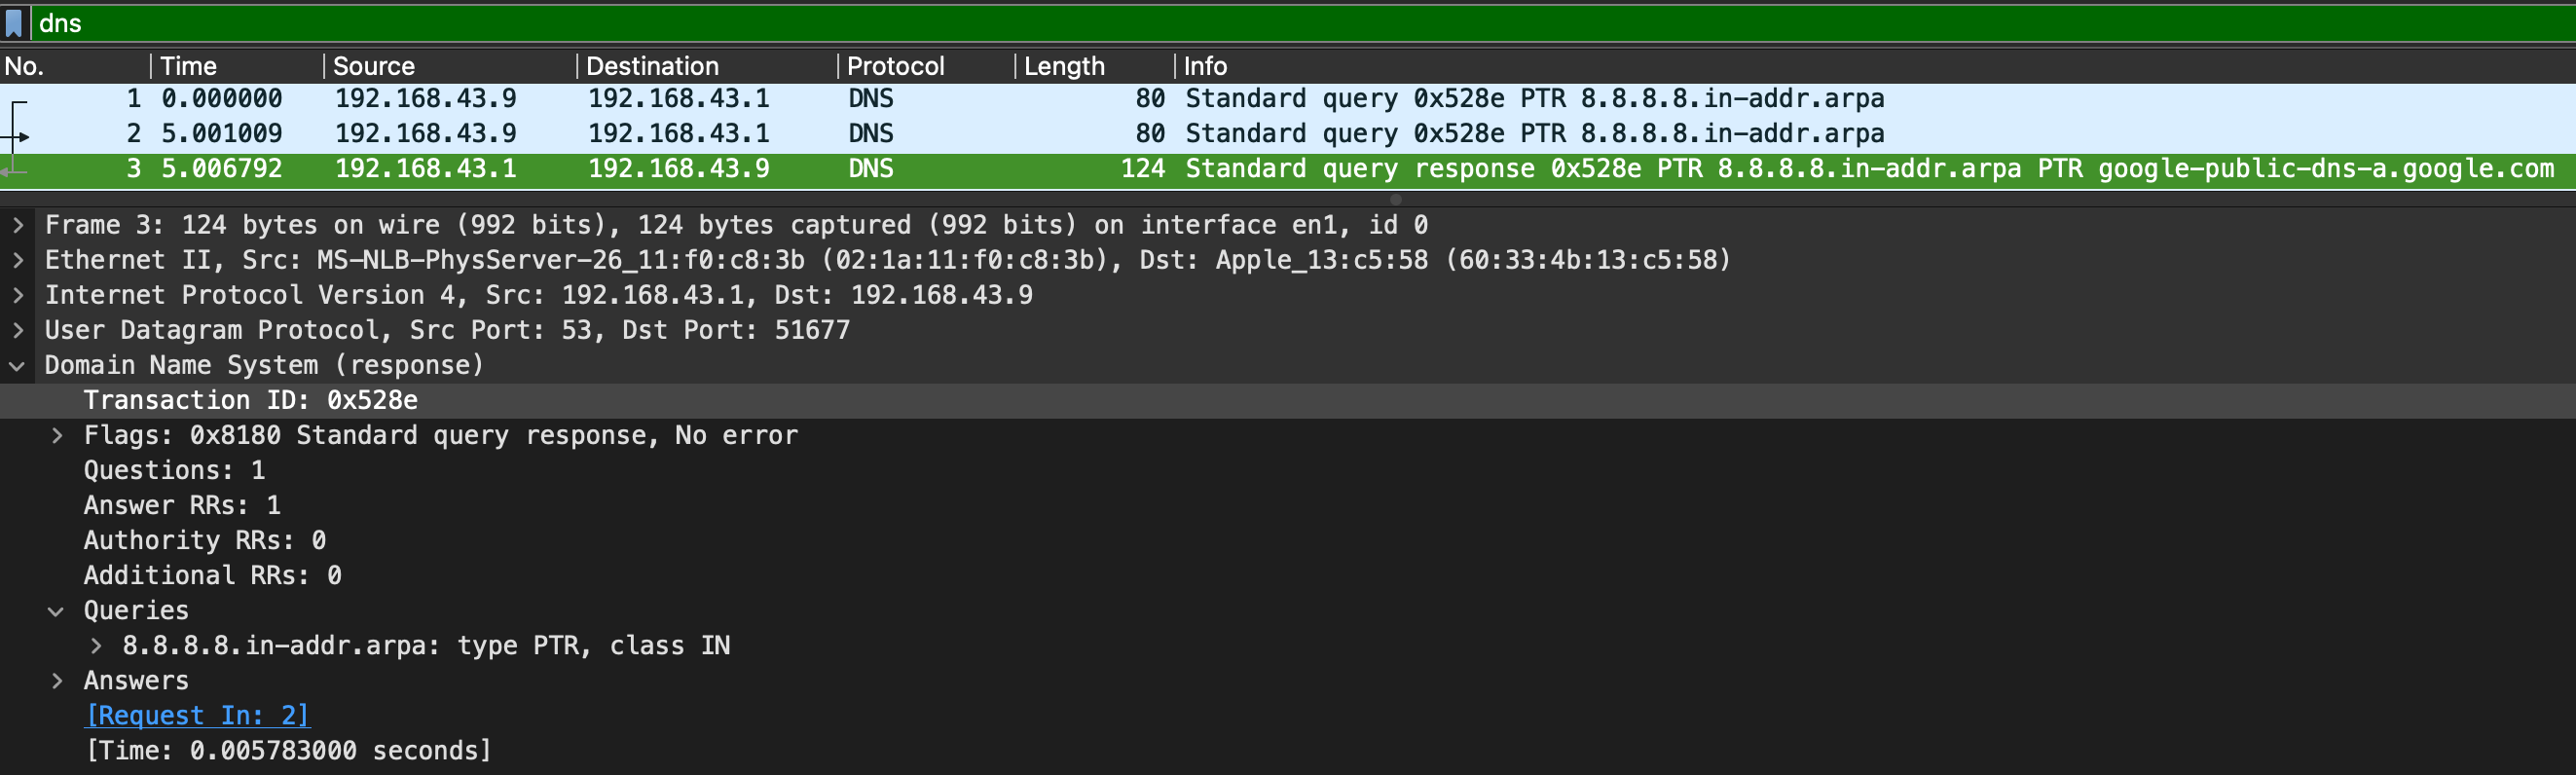 dns
No. Time Source Destination Protocol Length Info
1 0.000000 192.168.43.9 192.168.43.1 DNS 80 Standard query 0x528e PTR 8.8.8.8.in-addr.arpa
2 5.001009 192.168.43.9 192.168.43.1 DNS 80 Standard query 0x528e PTR 8.8.8.8.in-addr.arpa
3 5.006792 192.168.43.1 192.168.43.9 DNS 124 Standard query response 0x528e PTR 8.8.8.8.in-addr.arpa PTR google-public-dns-a.google.com
Frame 3: 124 bytes on wire (992 bits), 124 bytes captured (992 bits) on interface en1, id 0
Ethernet II, Src: MS-NLB-PhysServer-26_11:f0:c8:3b (02:1a:11:f0:c8:3b), Dst: Apple_13:c5:58 (60:33:4b:13:c5:58)
Internet Protocol Version 4, Src: 192.168.43.1, Dst: 192.168.43.9
User Datagram Protocol, Src Port: 53, Dst Port: 51677
Domain Name System (response)
Transaction ID: 0x528e
Flags: 0x8180 Standard query response, No error
Questions: 1
Answer RRs: 1
Authority RRs: 0
Additional RRs: 0
Queries
8.8.8.8.in-addr.arpa: type PTR, class IN
Answers
[Request In: 2]
[Time: 0.005783000 seconds]